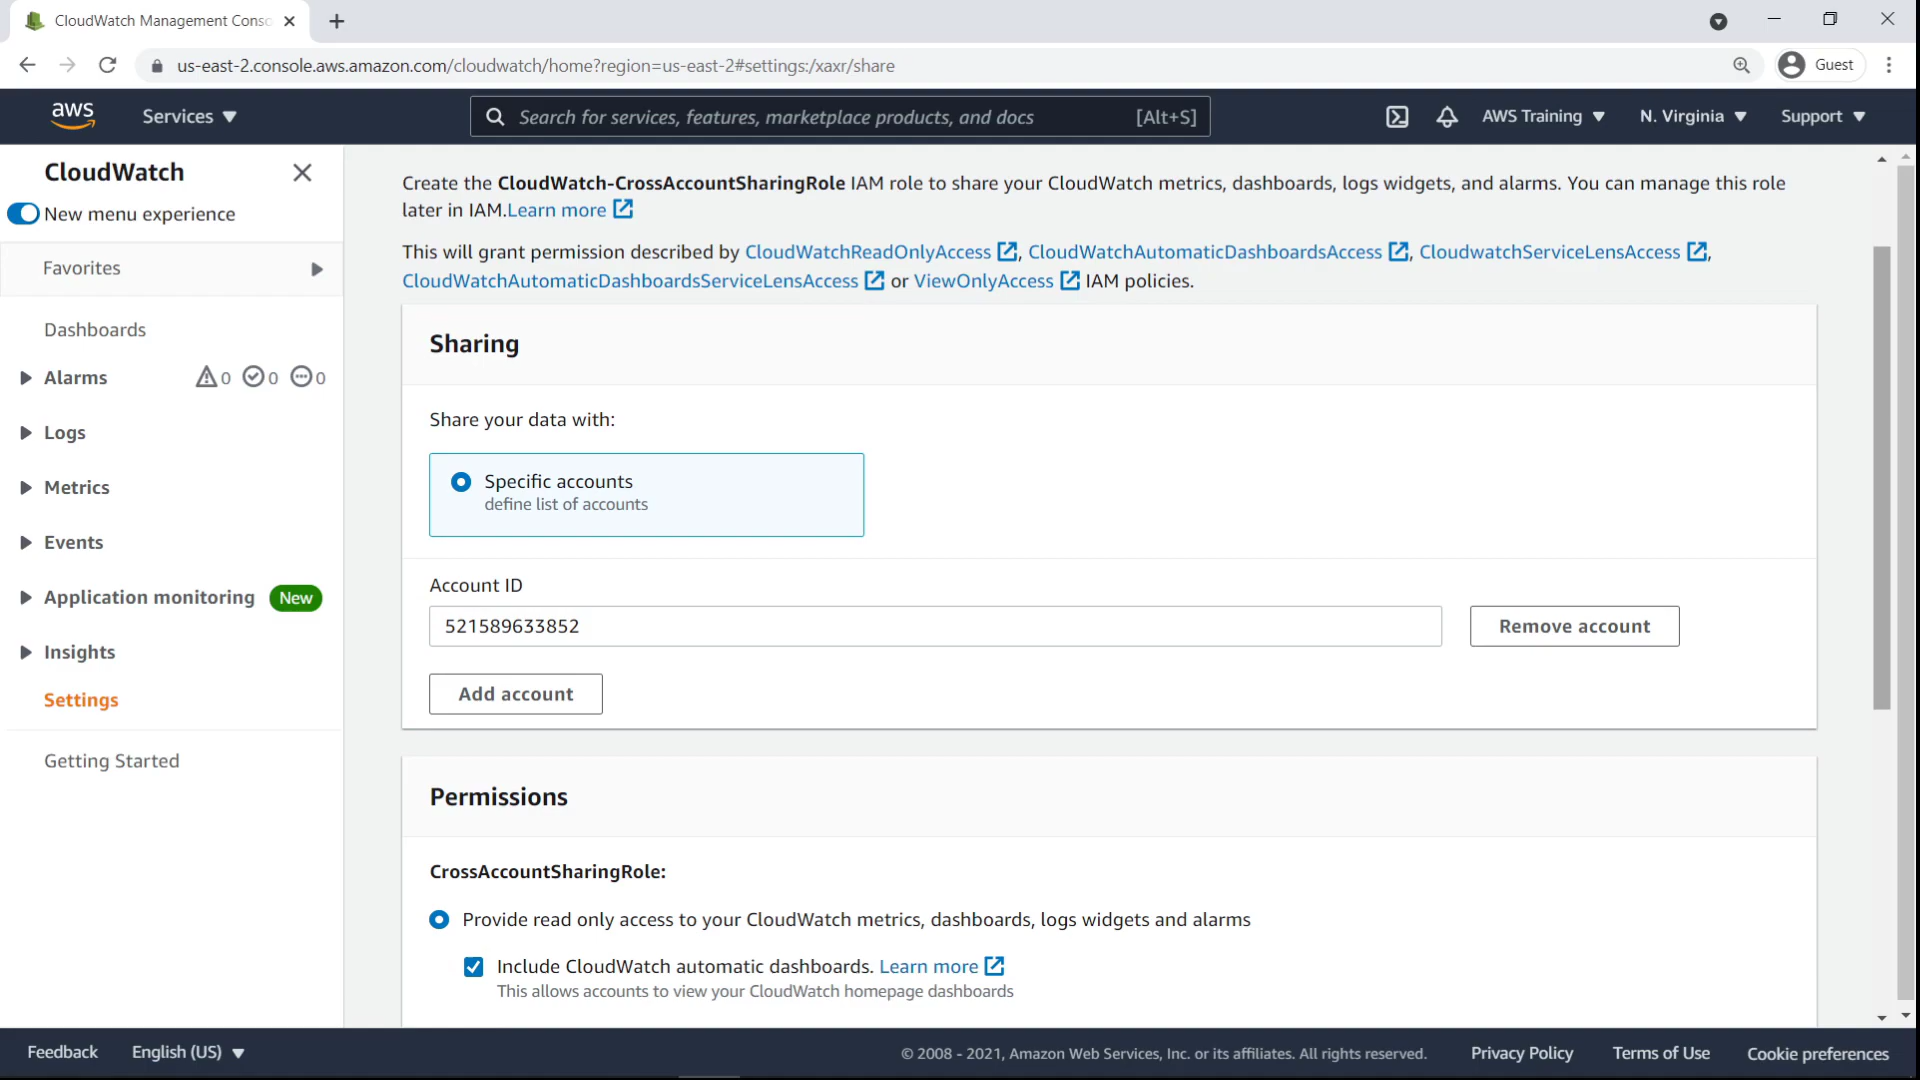 CloudWatch Management Conso
us-east-2.console.aws.amazon.com/cloudwatch/home?region=us-east-2#settings:/xaxr/share
Guest
aws
Services
Search for services, features, marketplace products, and docs
[Alt+S]
AWS Training
N. Virginia
Support
CloudWatch
New menu experience
Favorites
Dashboards
Alarms
0
0
0
Logs
Metrics
Events
Application monitoring
New
Insights
Settings
Getting Started
Create the CloudWatch-CrossAccountSharingRole IAM role to share your CloudWatch metrics, dashboards, logs widgets, and alarms. You can manage this role
later in IAM.Learn more
This will grant permission described by CloudWatchReadOnlyAccess, CloudWatchAutomaticDashboardsAccess, CloudwatchServiceLensAccess,
CloudWatchAutomaticDashboardsServiceLensAccess or ViewOnlyAccess IAM policies.
Sharing
Share your data with:
Specific accounts
define list of accounts
Account ID
521589633852
Remove account
Add account
Permissions
CrossAccountSharingRole:
Provide read only access to your CloudWatch metrics, dashboards, logs widgets and alarms
Include CloudWatch automatic dashboards. Learn more
This allows accounts to view your CloudWatch homepage dashboards
Feedback
English (US)
© 2008 - 2021, Amazon Web Services, Inc. or its affiliates. All rights reserved.
Privacy Policy
Terms of Use
Cookie preferences